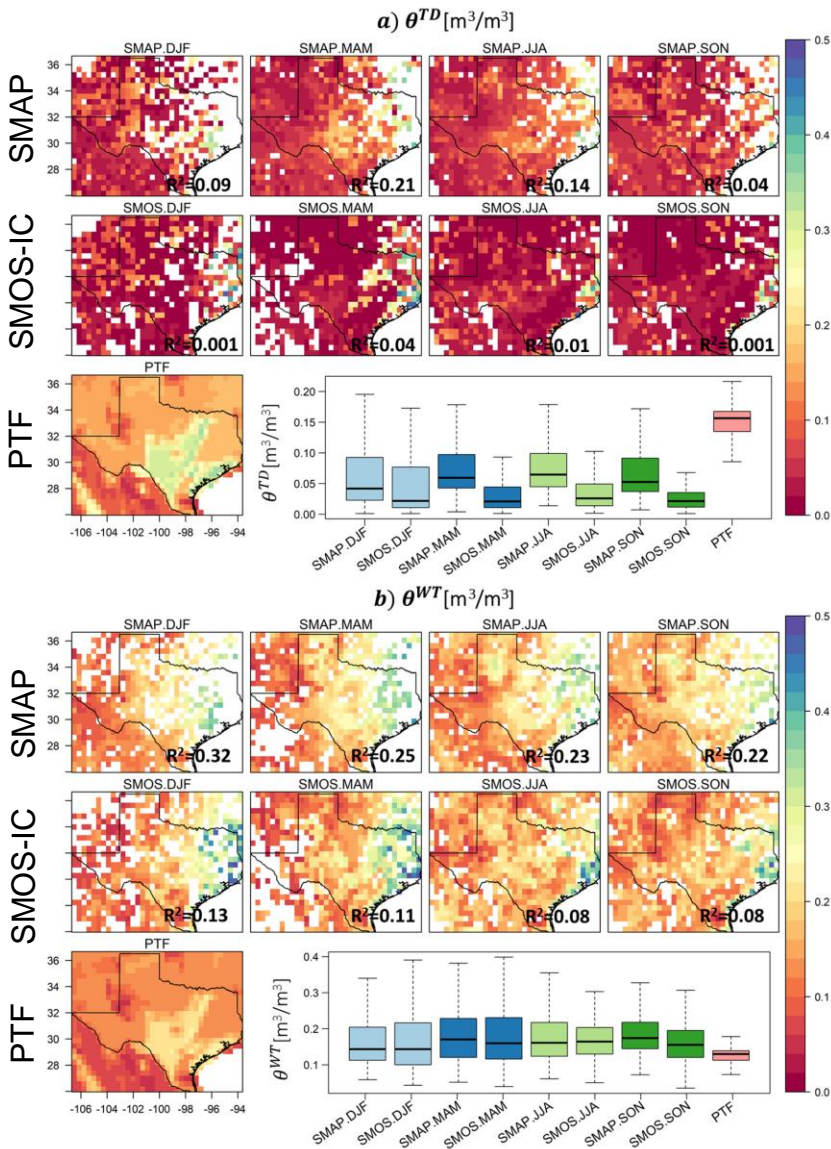 a) θ^TD [m³/m³]
SMAP.DJF SMAP.MAM SMAP.JJA SMAP.SON
SMAP
36
34
32
30
28
R²=0.09 R²=0.21 R²=0.14 R²=0.04
SMOS.DJF SMOS.MAM SMOS.JJA SMOS.SON
SMOS-IC
R²=0.001 R²=0.04 R²=0.01 R²=0.001
PTF
PTF
36
34
32
30
28
26
-106 -104 -102 -100 -98 -96 -94
θ^TD [m³/m³]
0.20
0.15
0.10
0.05
0.00
SMAP.DJF SMOS.DJF SMAP.MAM SMOS.MAM SMAP.JJA SMOS.JJA SMAP.SON SMOS.SON PTF
0.5
0.4
0.3
0.2
0.1
0.0
b) θ^WT [m³/m³]
SMAP.DJF SMAP.MAM SMAP.JJA SMAP.SON
SMAP
36
34
32
30
28
26
R²=0.32 R²=0.25 R²=0.23 R²=0.22
SMOS.DJF SMOS.MAM SMOS.JJA SMOS.SON
SMOS-IC
R²=0.13 R²=0.11 R²=0.08 R²=0.08
PTF
PTF
36
34
32
30
28
26
-106 -104 -102 -100 -98 -96 -94
θ^WT [m³/m³]
0.4
0.3
0.2
0.1
SMAP.DJF SMOS.DJF SMAP.MAM SMOS.MAM SMAP.JJA SMOS.JJA SMAP.SON SMOS.SON PTF
0.5
0.4
0.3
0.2
0.1
0.0